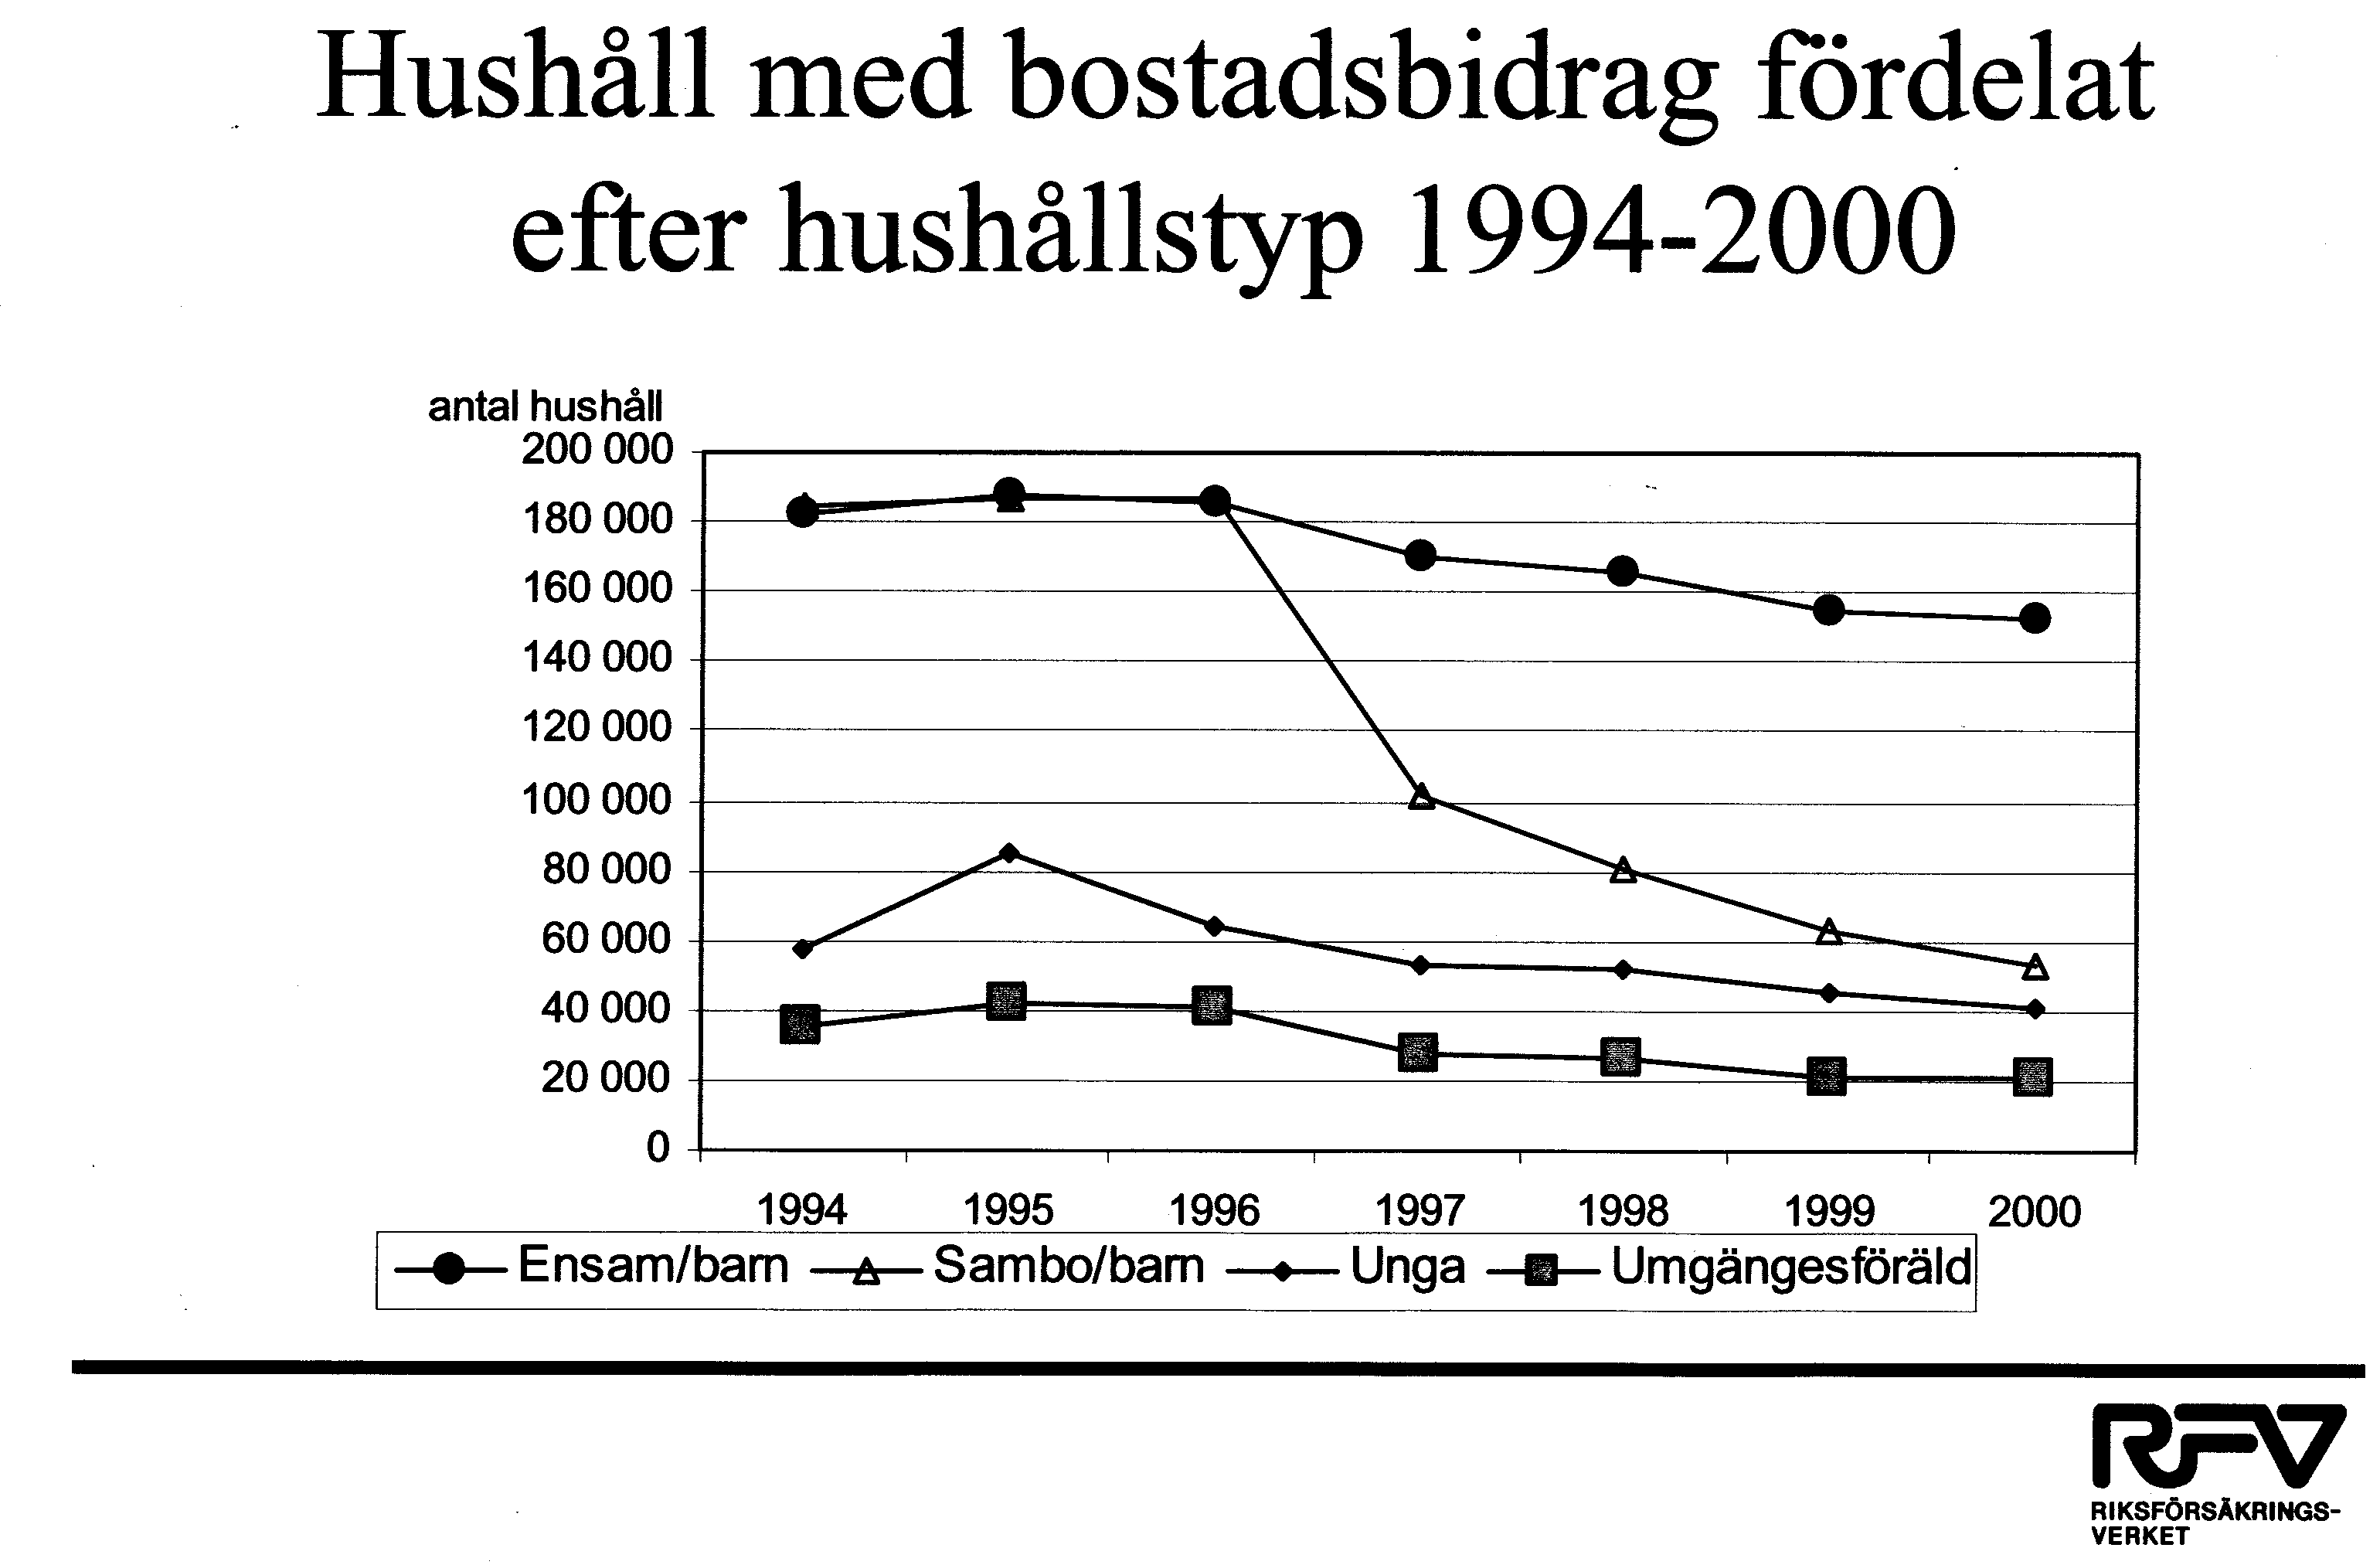 Hushåll med bostadsbidrag fördelat
efter hushållstyp 1994-2000
antal hushåll
200 000
180 000
160 000
140 000
120 000
100 000
80 000
60 000
40 000
20 000
0
1994 1995 1996 1997 1998 1999 2000
Ensam/barn Sambo/barn Unga Umgängesföräld
RFV
RIKSFÖRSÄKRINGS-
VERKET